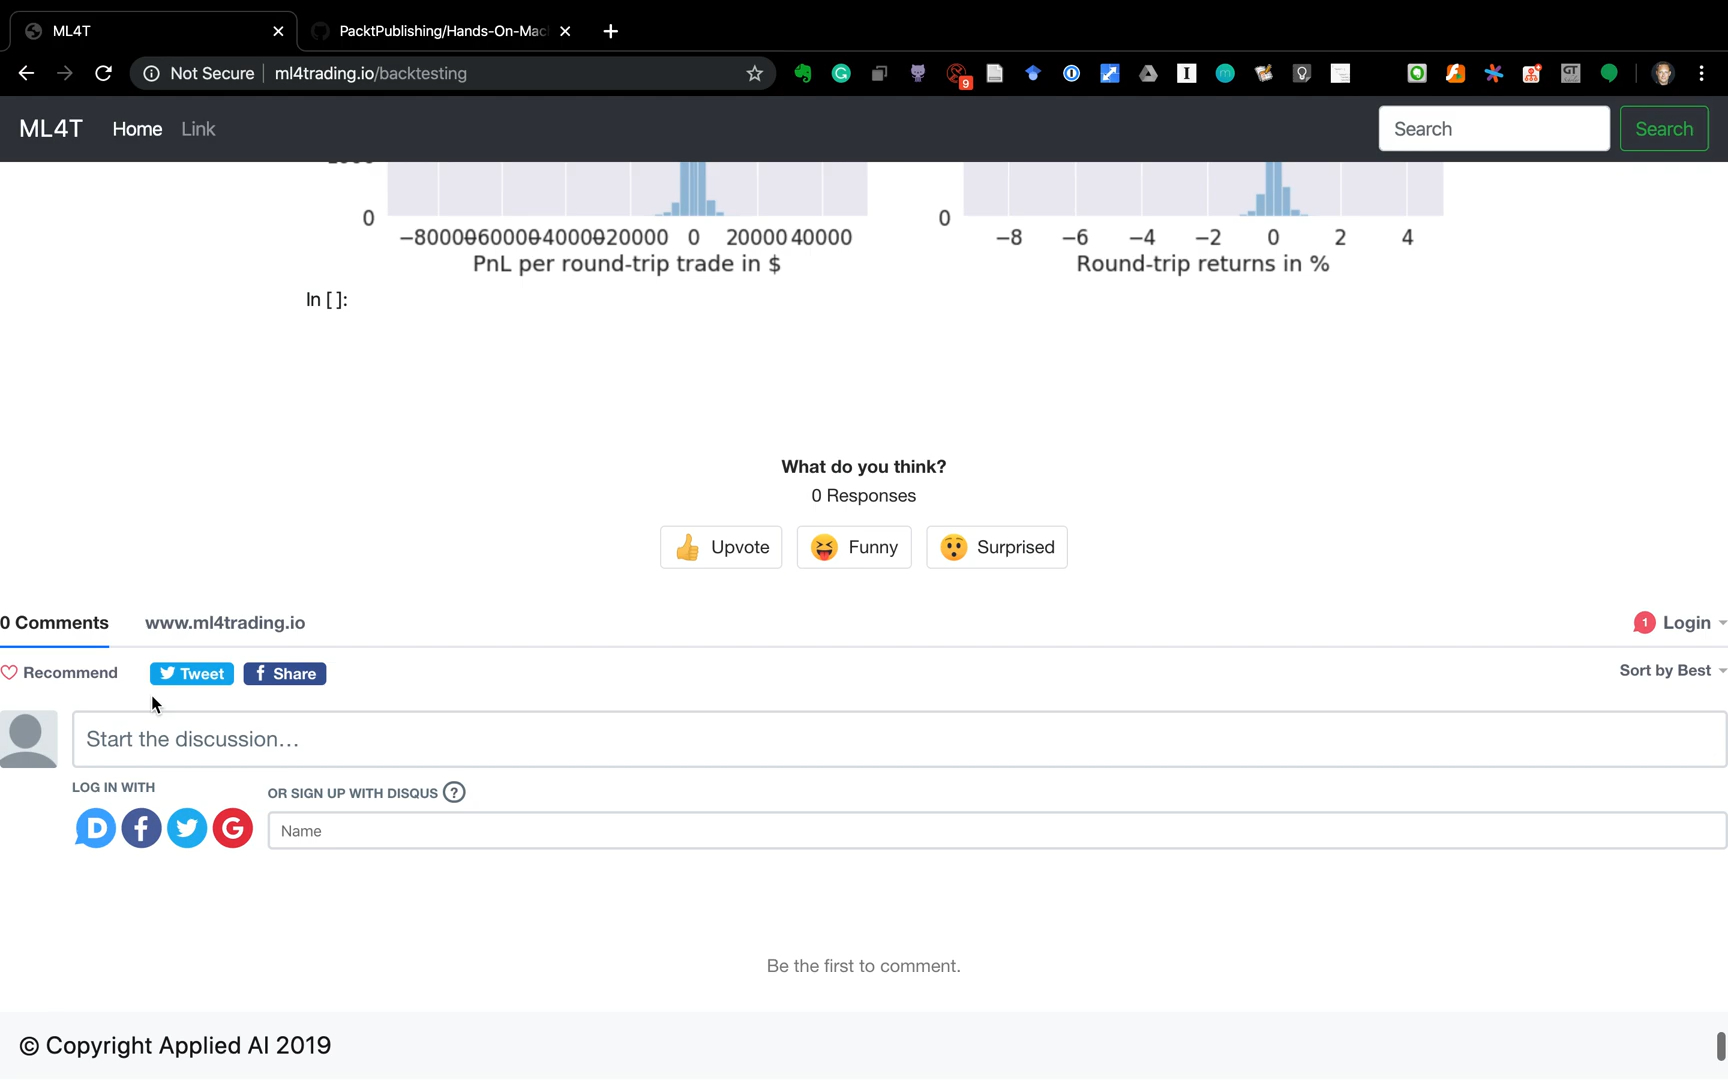 ML4T
PacktPublishing/Hands-On-Mac
Not Secure
ml4trading.io/backtesting
9
ML4T Home Link
Search Search
0
−80000−60000−40000−20000 0 20000 40000
PnL per round-trip trade in $
0
−8 −6 −4 −2 0 2 4
Round-trip returns in %
In [ ]:
What do you think?
0 Responses
Upvote Funny Surprised
0 Comments www.ml4trading.io 1 Login
Recommend Tweet f Share Sort by Best
Start the discussion…
LOG IN WITH
OR SIGN UP WITH DISQUS ?
D f G
Name
Be the first to comment.
© Copyright Applied AI 2019